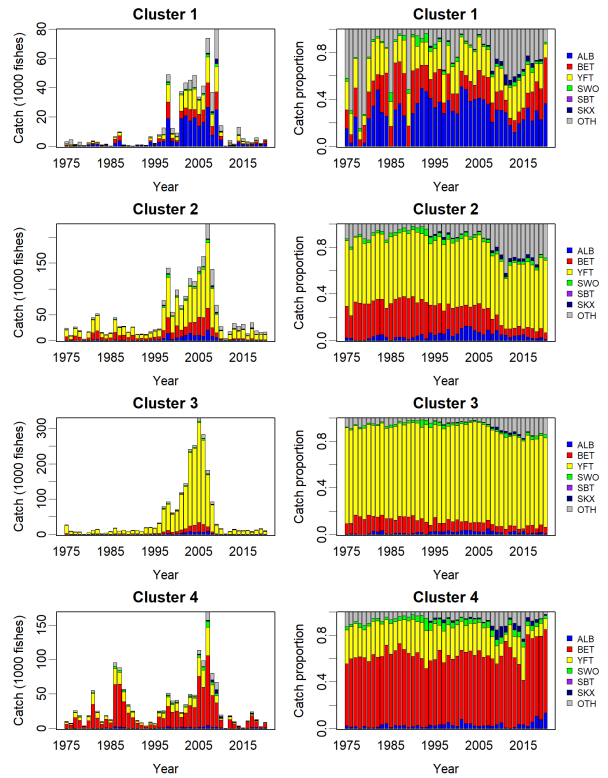 Cluster 1
Catch (1000 fishes)
0 20 40 60 80
1975 1985 1995 2005 2015
Year
Cluster 1
Catch proportion
0.0 0.4 0.8
1975 1985 1995 2005 2015
Year
ALB
BET
YFT
SWO
SBT
SKX
OTH
Cluster 2
Catch (1000 fishes)
0 50 100 150
1975 1985 1995 2005 2015
Year
Cluster 2
Catch proportion
0.0 0.4 0.8
1975 1985 1995 2005 2015
Year
ALB
BET
YFT
SWO
SBT
SKX
OTH
Cluster 3
Catch (1000 fishes)
0 100 200 300
1975 1985 1995 2005 2015
Year
Cluster 3
Catch proportion
0.0 0.4 0.8
1975 1985 1995 2005 2015
Year
ALB
BET
YFT
SWO
SBT
SKX
OTH
Cluster 4
Catch (1000 fishes)
0 50 100 150
1975 1985 1995 2005 2015
Year
Cluster 4
Catch proportion
0.0 0.4 0.8
1975 1985 1995 2005 2015
Year
ALB
BET
YFT
SWO
SBT
SKX
OTH